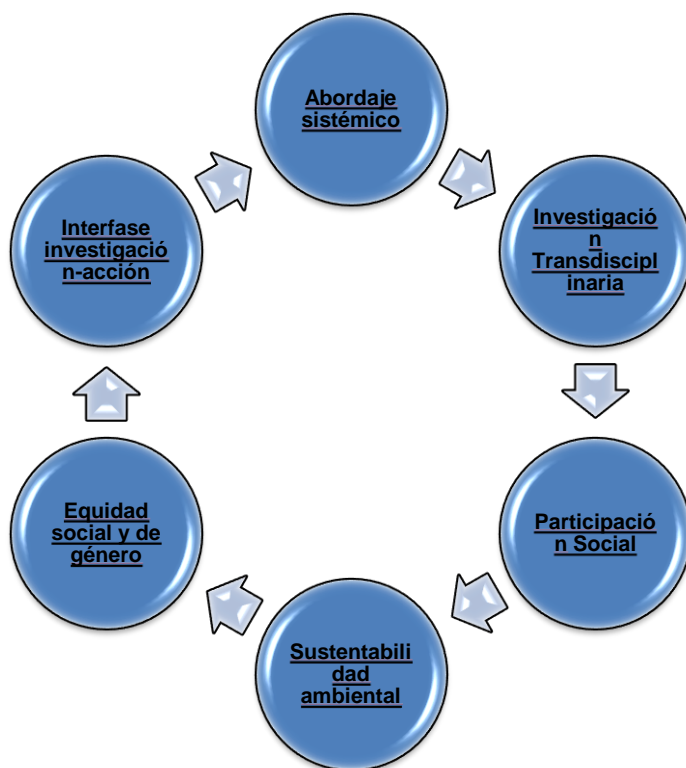 Abordaje
sistémico
Investigació
n
Transdiscipl
inaria
Participació
n Social
Sustentabili
dad
ambiental
Equidad
social y de
género
Interfase
investigació
n-acción